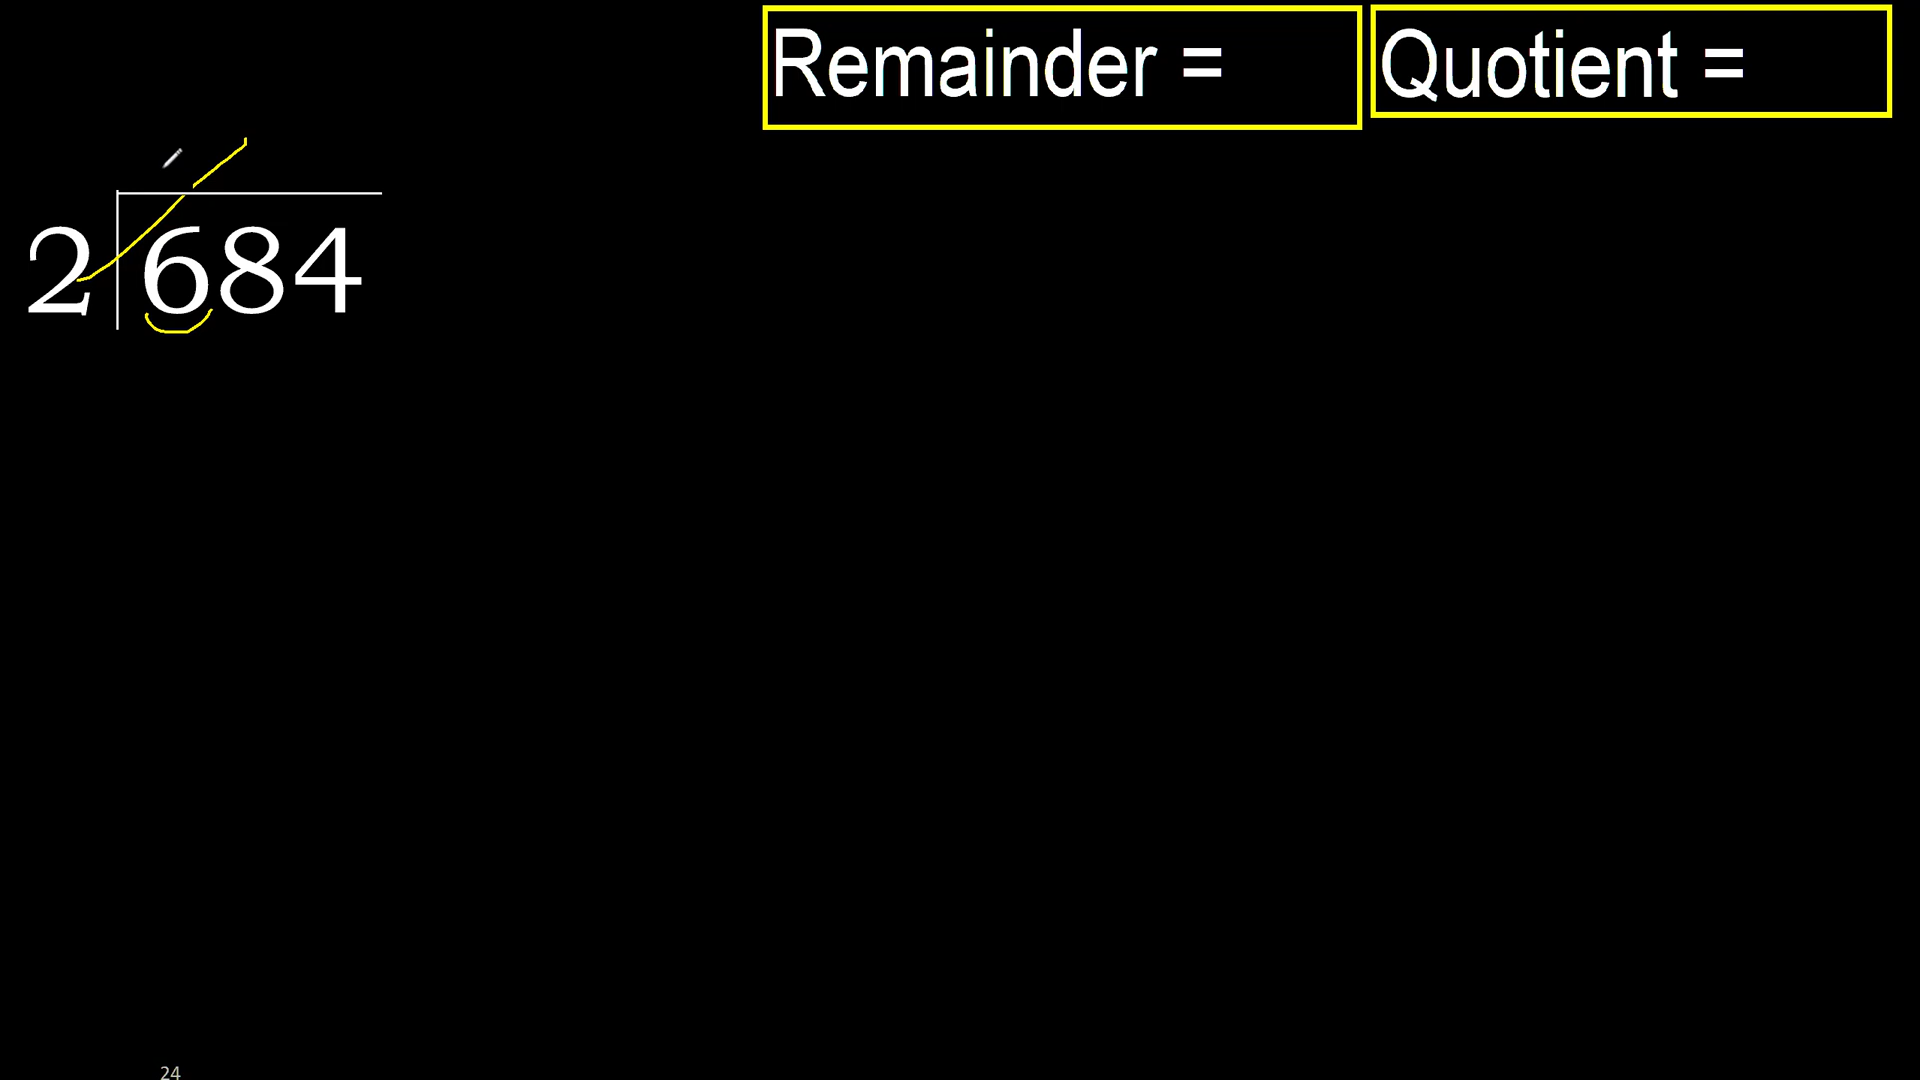 Remainder = Quotient =
2 684
24